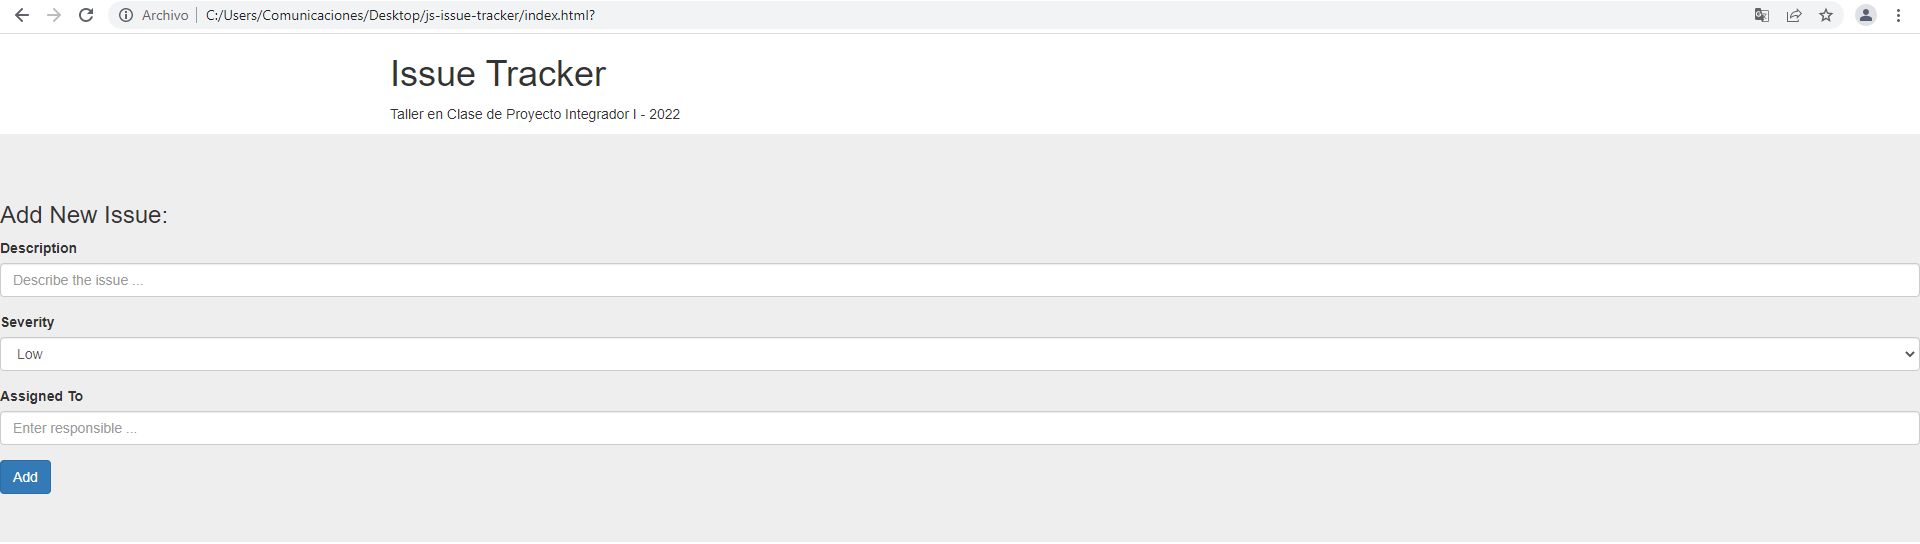 Archivo C:/Users/Comunicaciones/Desktop/js-issue-tracker/index.html?
Issue Tracker
Taller en Clase de Proyecto Integrador I - 2022
Add New Issue:
Description
Describe the issue ...
Severity
Low
Assigned To
Enter responsible ...
Add